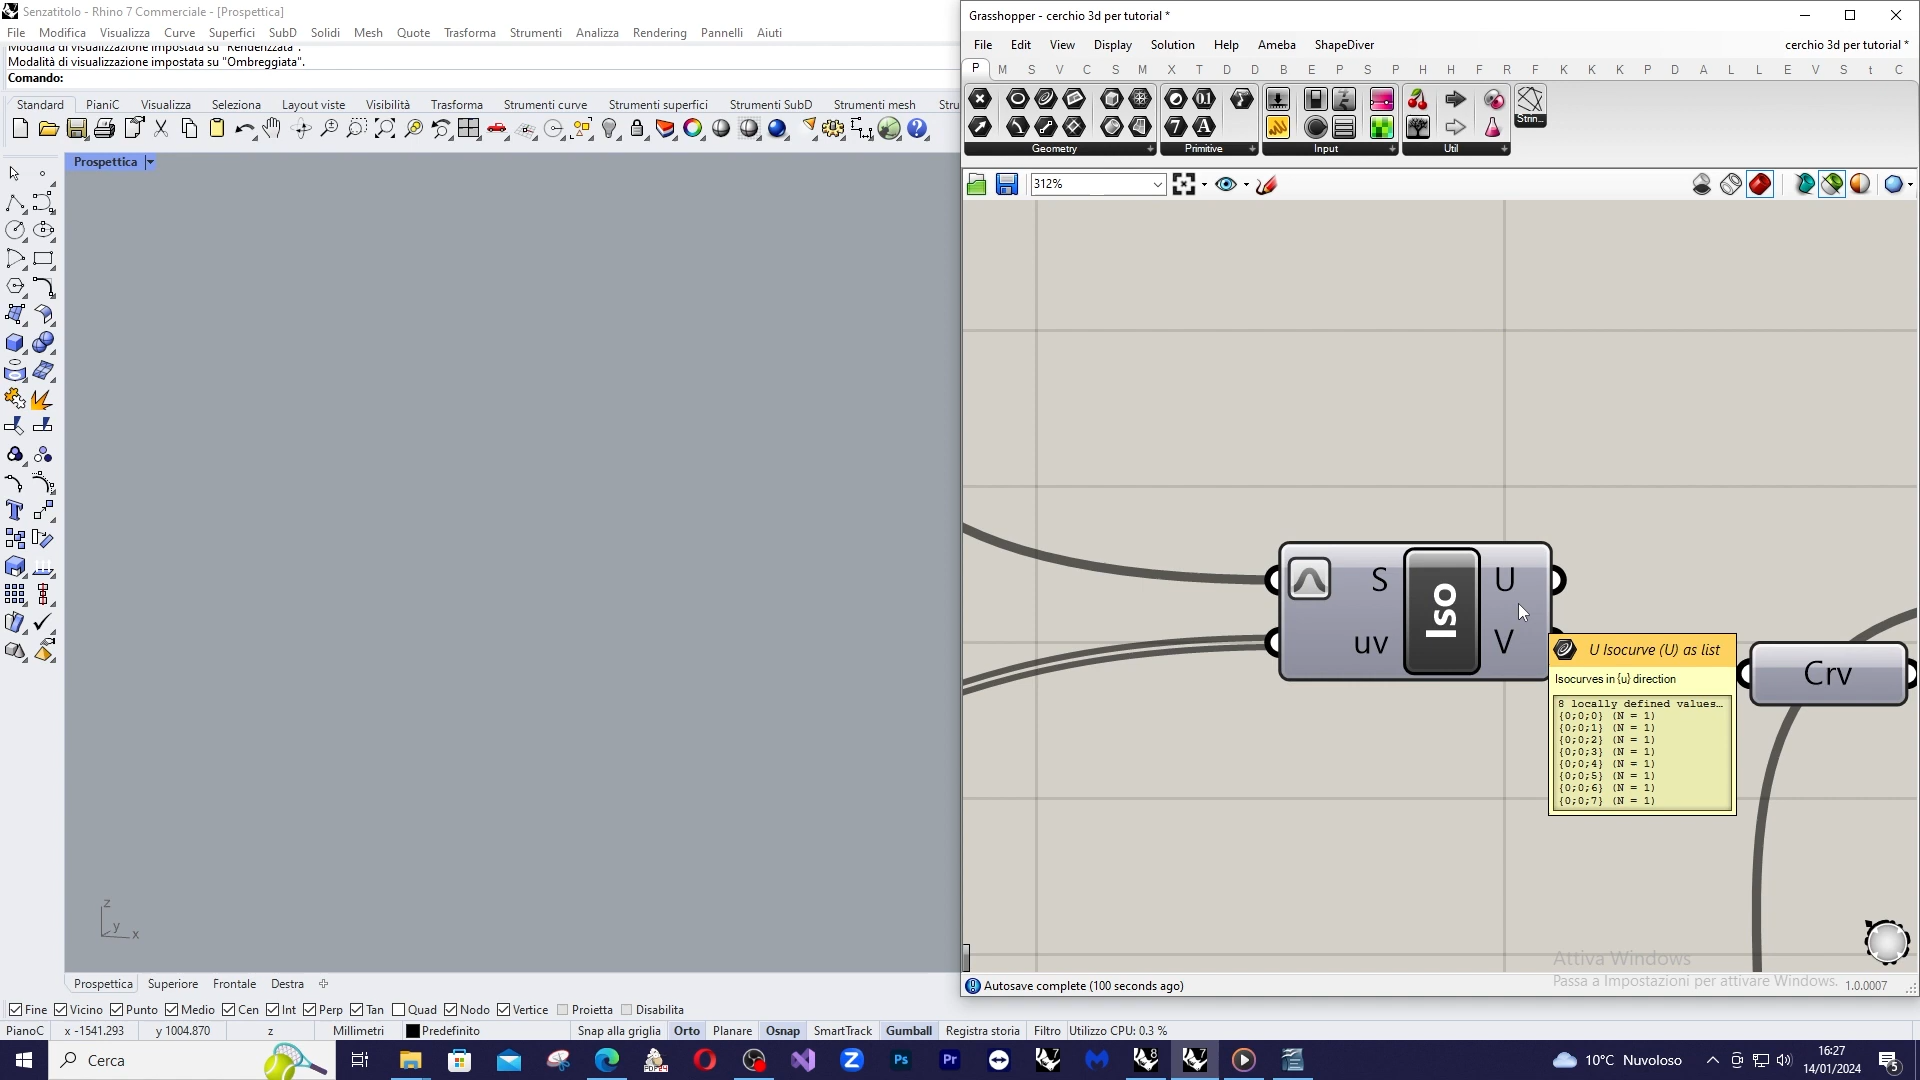 Senzatitolo - Rhino 7 Commerciale - [Prospettica]
File Modifica Visualizza Curve Superfici SubD Solidi Mesh Quote Trasforma Strumenti Analizza Rendering Pannelli Aiuti
Modalità di visualizzazione impostata su "Renderizzata".
Modalità di visualizzazione impostata su "Ombreggiata".
Comando:
Standard PianiC Visualizza Seleziona Layout viste Visibilità Trasforma Strumenti curve Strumenti superfici Strumenti SubD Strumenti mesh Stru
Prospettica
z
y
x
Prospettica Superiore Frontale Destra
Fine Vicino Punto Medio Cen Int Perp Tan Quad Nodo Vertice Proietta Disabilita
PianoC x -1541.293 y 1004.870 z Millimetri Predefinito Snap alla griglia Orto Planare Osnap SmartTrack Gumball Registra storia Filtro Utilizzo CPU: 0.3 %
Grasshopper - cerchio 3d per tutorial *
File Edit View Display Solution Help Ameba ShapeDiver cerchio 3d per tutorial *
P M S V C S M X T D D B E P S P H H F R F K K K P D A L L E V S t C
Geometry Primitive Input Util
Strin...
312%
S
uv
Iso
U
V
Crv
U Isocurve (U) as list
Isocurves in {u} direction
8 locally defined values...
{0;0;0} (N = 1)
{0;0;1} (N = 1)
{0;0;2} (N = 1)
{0;0;3} (N = 1)
{0;0;4} (N = 1)
{0;0;5} (N = 1)
{0;0;6} (N = 1)
{0;0;7} (N = 1)
Attiva Windows
Passa a Impostazioni per attivare Windows.
Autosave complete (100 seconds ago)
1.0.0007
Cerca
10°C Nuvoloso
16:27
14/01/2024
5